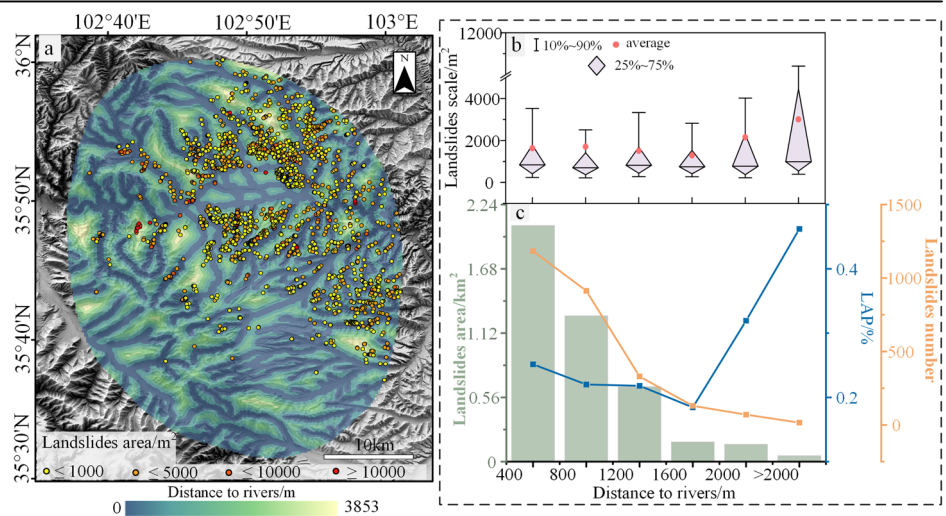 102°40'E 102°50'E 103°E
36°N
35°50'N
35°40'N
35°30'N
a
N
Landslides area/m²
≤ 1000 ≤ 5000 ≤ 10000 ≥ 10000
10km
Distance to rivers/m
0 3853
b
10%~90% average
25%~75%
Landslides scale/m²
12000
4000
2000
0
c
Landslides area/km²
2.24
1.68
1.12
0.56
0
400 800 1200 1600 2000 >2000
Distance to rivers/m
0.4
0.2
LAP/%
1500
1000
500
0
Landslides number